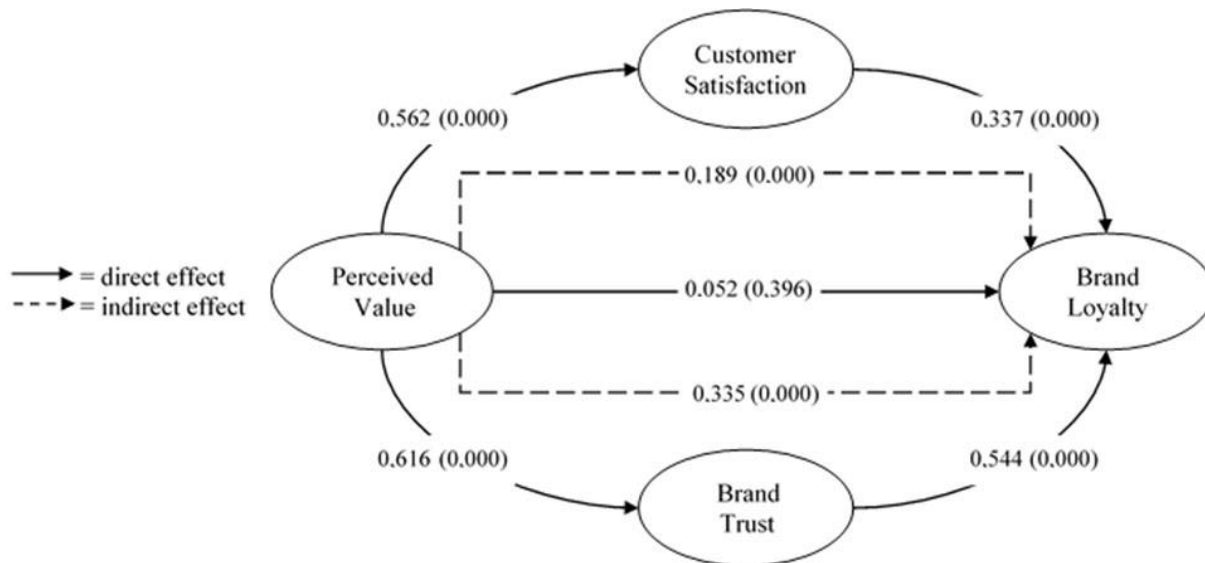 Customer
Satisfaction
0.562 (0.000)
0.337 (0.000)
0.189 (0.000)
= direct effect
= indirect effect
Perceived
Value
0.052 (0.396)
Brand
Loyalty
0.335 (0.000)
0.616 (0.000)
0.544 (0.000)
Brand
Trust